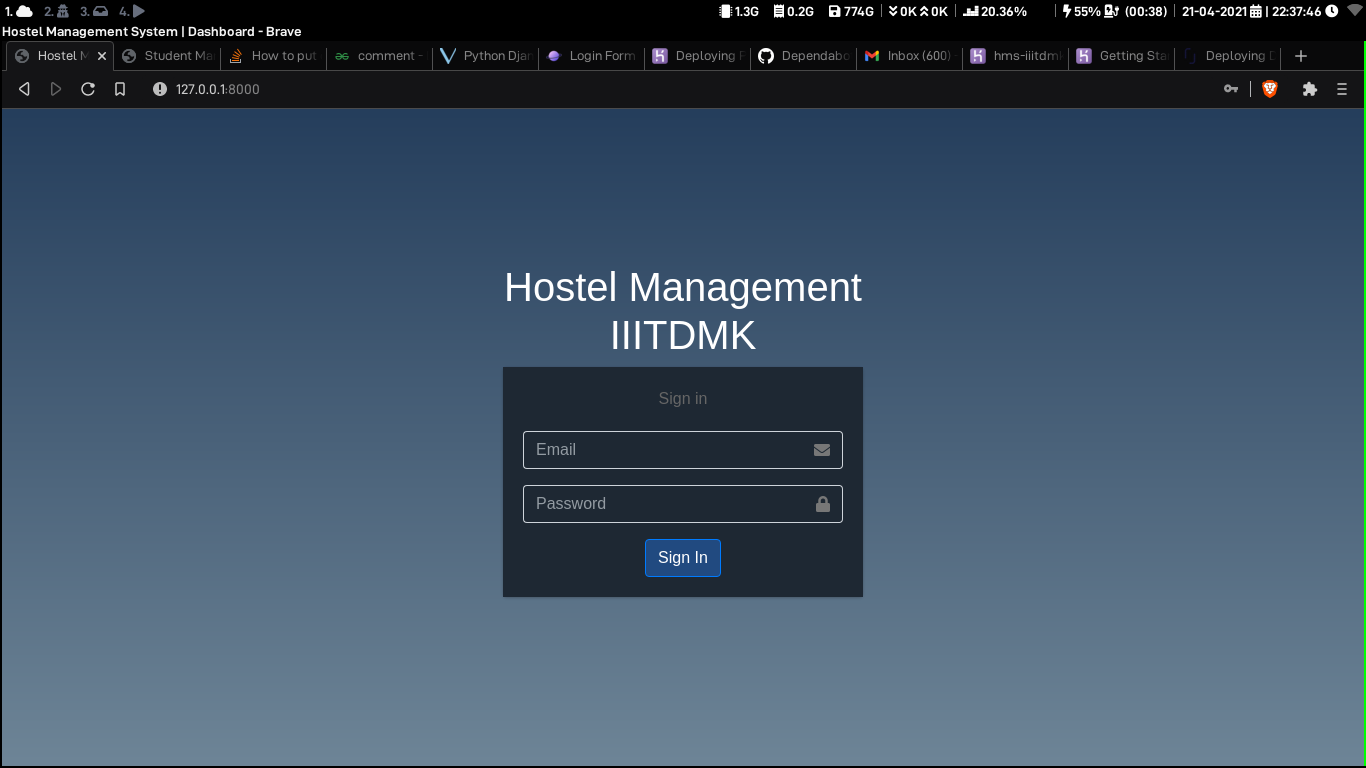 1. 2. 3. 4. 1.3G 0.2G 774G 0K 0K 20.36% 55% (00:38) 21-04-2021 | 22:37:46
Hostel Management System | Dashboard - Brave
Hostel M Student Ma How to put comment - Python Djan Login Form Deploying Dependabo Inbox (600) hms-iiitdm Getting Sta Deploying
127.0.0.1:8000
Hostel Management
IIITDMK
Sign in
Email
Password
Sign In